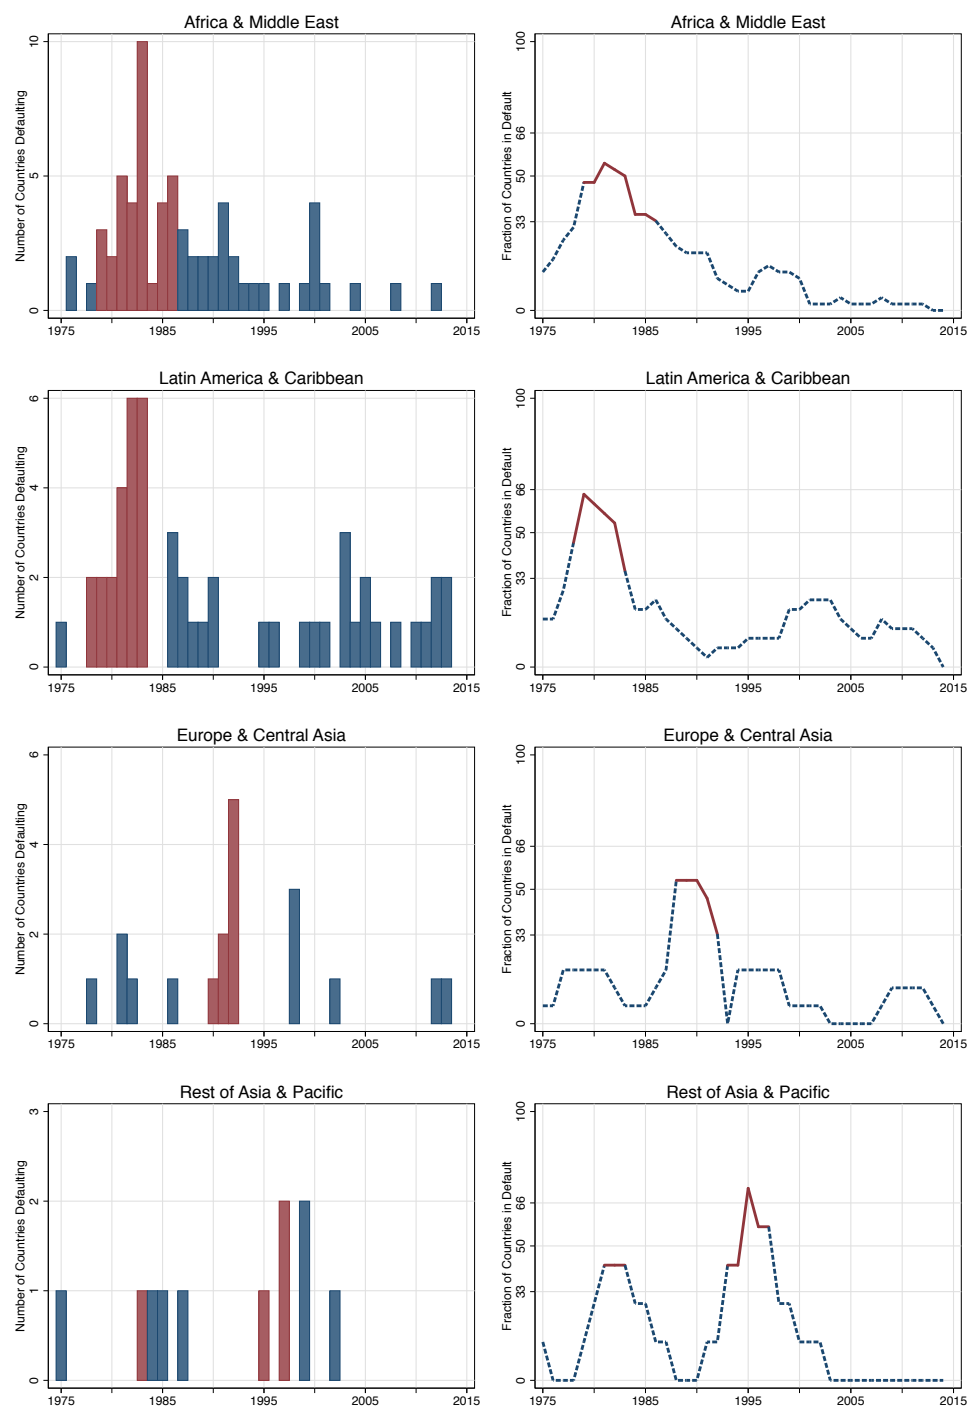 Africa & Middle East
Number of Countries Defaulting
10
5
0
1975 1985 1995 2005 2015
Africa & Middle East
Fraction of Countries in Default
100
66
50
33
0
1975 1985 1995 2005 2015
Latin America & Caribbean
Number of Countries Defaulting
6
4
2
0
1975 1985 1995 2005 2015
Latin America & Caribbean
Fraction of Countries in Default
100
66
50
33
0
1975 1985 1995 2005 2015
Europe & Central Asia
Number of Countries Defaulting
6
4
2
0
1975 1985 1995 2005 2015
Europe & Central Asia
Fraction of Countries in Default
100
66
50
33
0
1975 1985 1995 2005 2015
Rest of Asia & Pacific
Number of Countries Defaulting
3
2
1
0
1975 1985 1995 2005 2015
Rest of Asia & Pacific
Fraction of Countries in Default
100
66
50
33
0
1975 1985 1995 2005 2015